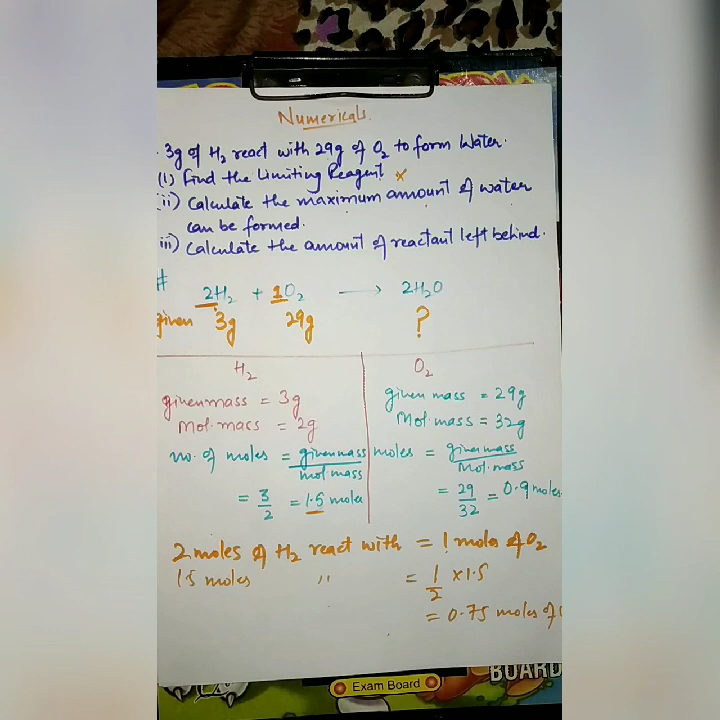 Numericals.
3g of H2 react with 29g of O2 to form Water.
(i) Find the Limiting Reagent x
(ii) Calculate the maximum amount of water
can be formed.
iii) Calculate the amount of reactant left behind.
# 2H2 + 1O2 → 2H2O
given 3g 29g ?
H2
given mass = 3g
Mol. mass = 2g
no. of moles = given mass / mol mass
= 3/2 = 1.5 moles
O2
given mass = 29g
Mol. mass = 32g
moles = given mass / Mol. mass
= 29/32 = 0.9 moles
2 moles of H2 react with = 1 mole of O2
1.5 moles " = 1/2 x 1.5
= 0.75 moles of
Exam Board
BOARD